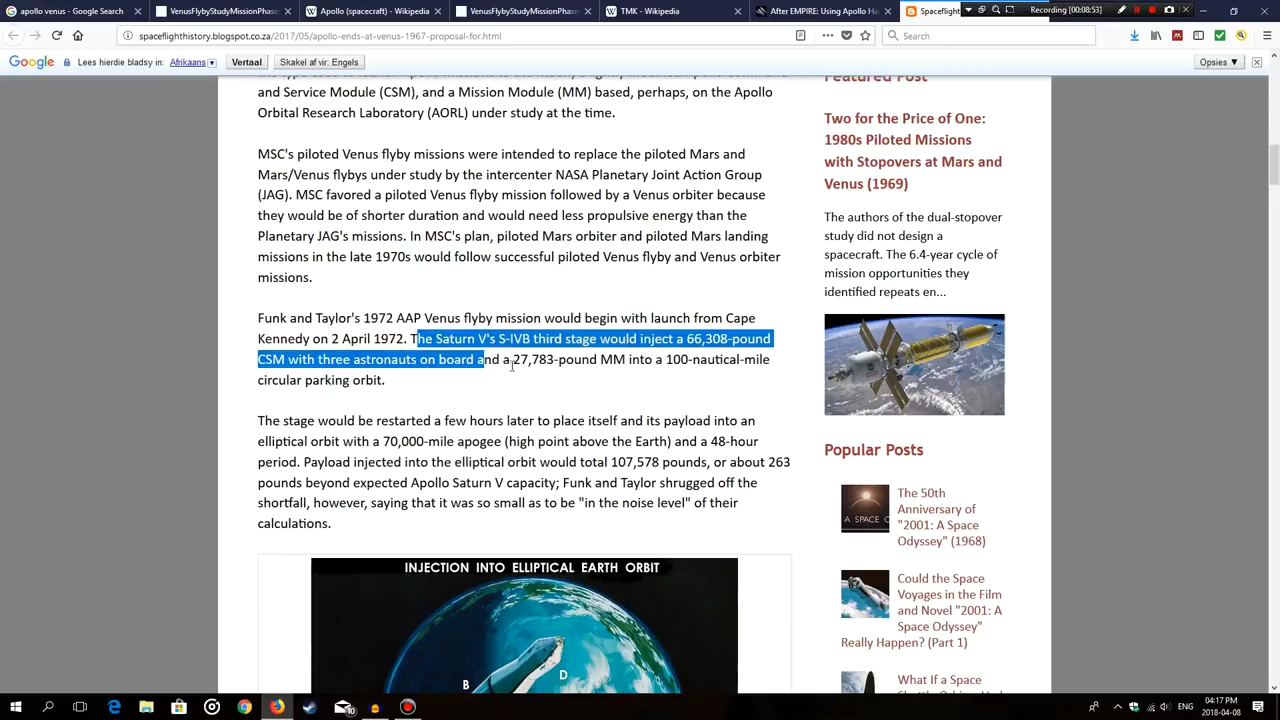 apollo venus - Google Search
VenusFlybyStudyMissionPhase
Apollo (spacecraft) - Wikipedia
VenusFlybyStudyMissionPhase
TMK - Wikipedia
After EMPIRE: Using Apollo Ha
Spaceflight
Recording [00:08:53]
spaceflighthistory.blogspot.co.za/2017/05/apollo-ends-at-venus-1967-proposal-for.html
Search
Google
Lees hierdie bladsy in:
Afrikaans
Vertaal
Skakel af vir: Engels
Opsies ▼
and Service Module (CSM), and a Mission Module (MM) based, perhaps, on the Apollo
Orbital Research Laboratory (AORL) under study at the time.
MSC's piloted Venus flyby missions were intended to replace the piloted Mars and
Mars/Venus flybys under study by the intercenter NASA Planetary Joint Action Group
(JAG). MSC favored a piloted Venus flyby mission followed by a Venus orbiter because
they would be of shorter duration and would need less propulsive energy than the
Planetary JAG's missions. In MSC's plan, piloted Mars orbiter and piloted Mars landing
missions in the late 1970s would follow successful piloted Venus flyby and Venus orbiter
missions.
Funk and Taylor's 1972 AAP Venus flyby mission would begin with launch from Cape
Kennedy on 2 April 1972. The Saturn V's S-IVB third stage would inject a 66,308-pound
CSM with three astronauts on board and a 27,783-pound MM into a 100-nautical-mile
circular parking orbit.
The stage would be restarted a few hours later to place itself and its payload into an
elliptical orbit with a 70,000-mile apogee (high point above the Earth) and a 48-hour
period. Payload injected into the elliptical orbit would total 107,578 pounds, or about 263
pounds beyond expected Apollo Saturn V capacity; Funk and Taylor shrugged off the
shortfall, however, saying that it was so small as to be "in the noise level" of their
calculations.
INJECTION INTO ELLIPTICAL EARTH ORBIT
B
D
Featured Post
Two for the Price of One:
1980s Piloted Missions
with Stopovers at Mars and
Venus (1969)
The authors of the dual-stopover
study did not design a
spacecraft. The 6.4-year cycle of
mission opportunities they
identified repeats en...
Popular Posts
A SPACE
The 50th
Anniversary of
"2001: A Space
Odyssey" (1968)
Could the Space
Voyages in the Film
and Novel "2001: A
Space Odyssey"
Really Happen? (Part 1)
What If a Space
ENG
04:17 PM
2018-04-08